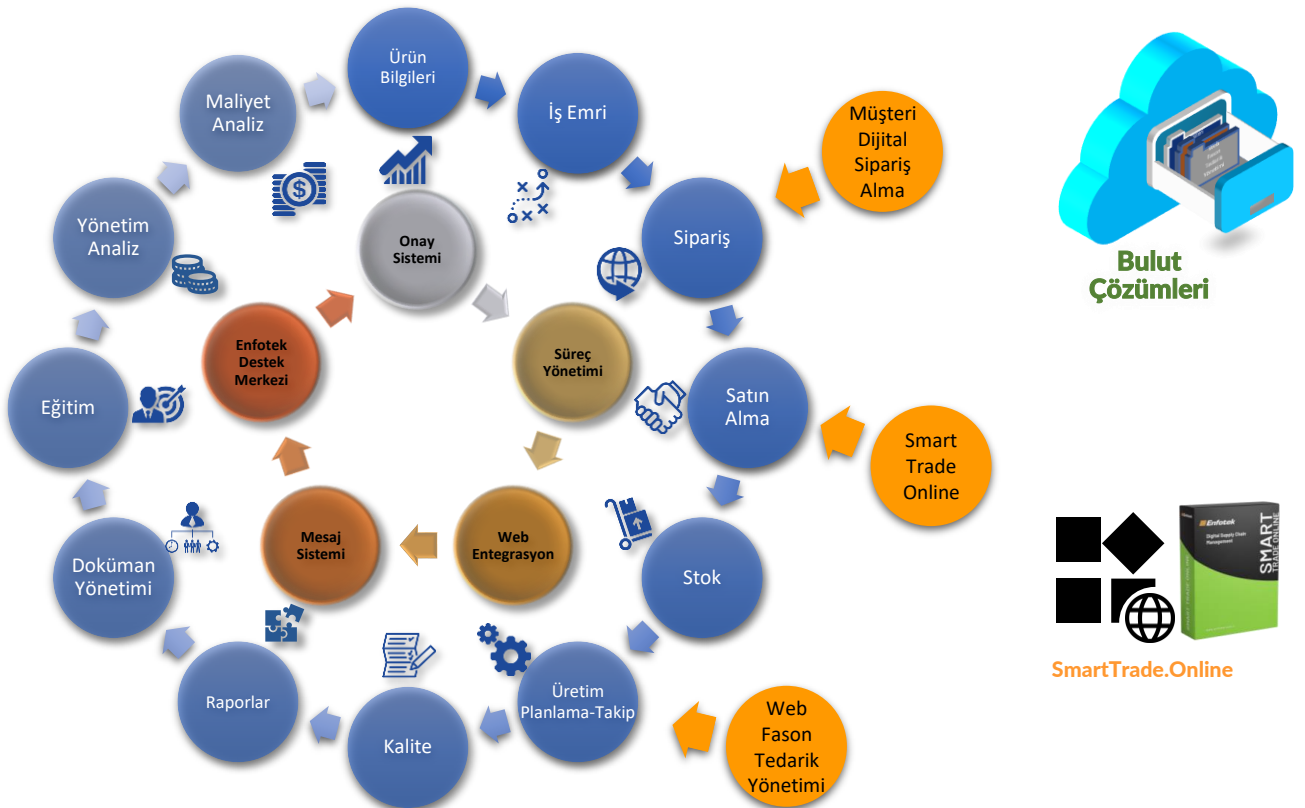 Ürün
Bilgileri
İş Emri
Sipariş
Satın
Alma
Stok
Üretim
Planlama-Takip
Kalite
Raporlar
Doküman
Yönetimi
Eğitim
Yönetim
Analiz
Maliyet
Analiz
Onay
Sistemi
Süreç
Yönetimi
Web
Entegrasyon
Mesaj
Sistemi
Enfotek
Destek
Merkezi
Müşteri
Dijital
Sipariş
Alma
Smart
Trade
Online
Web
Fason
Tedarik
Yönetimi
Bulut
Çözümleri
Enfotek
Digital Supply Chain
Management
SMART
TRADE ONLINE
SmartTrade.Online